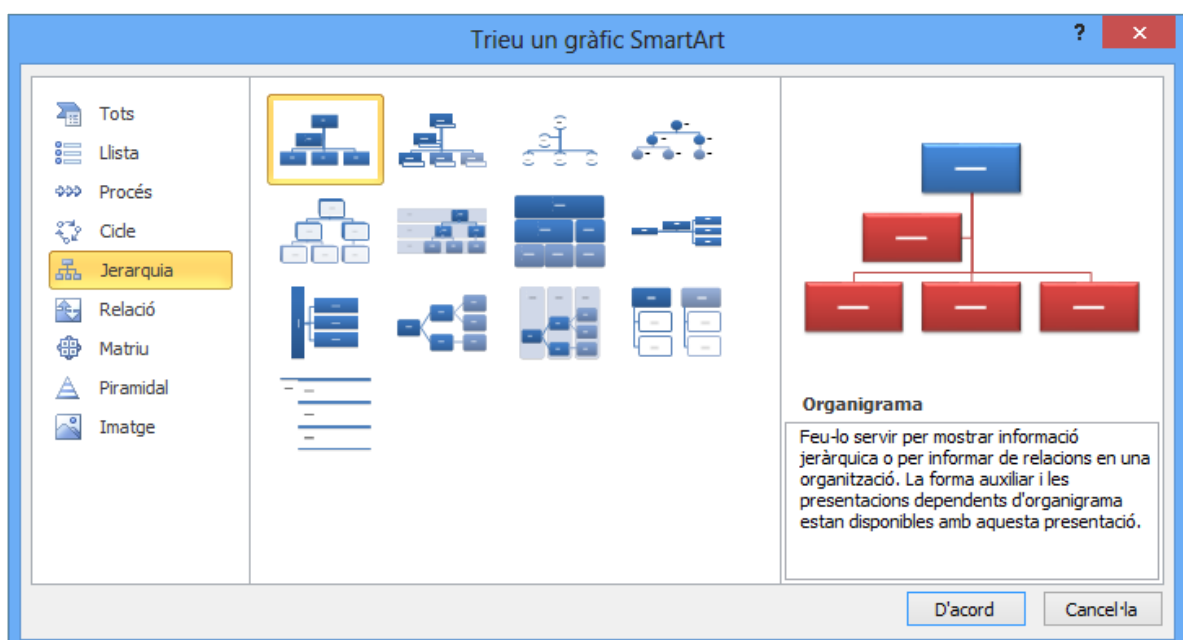 Trieu un gràfic SmartArt
?
Tots
Llista
Procés
Cicle
Jerarquia
Relació
Matriu
Piramidal
Imatge
Organigrama
Feu-lo servir per mostrar informació
jeràrquica o per informar de relacions en una
organització. La forma auxiliar i les
presentacions dependents d'organigrama
estan disponibles amb aquesta presentació.
D'acord
Cancel·la